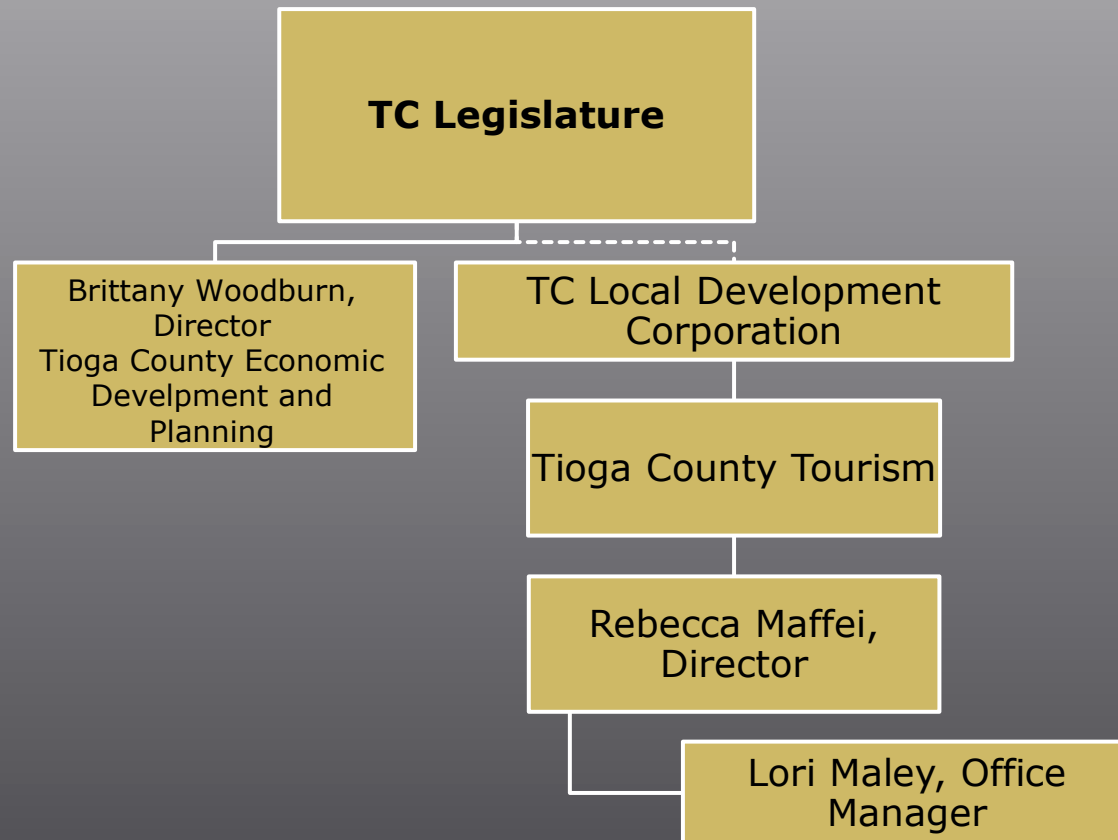 TC Legislature
Brittany Woodburn,
Director
Tioga County Economic
Develpment and
Planning
TC Local Development
Corporation
Tioga County Tourism
Rebecca Maffei,
Director
Lori Maley, Office
Manager